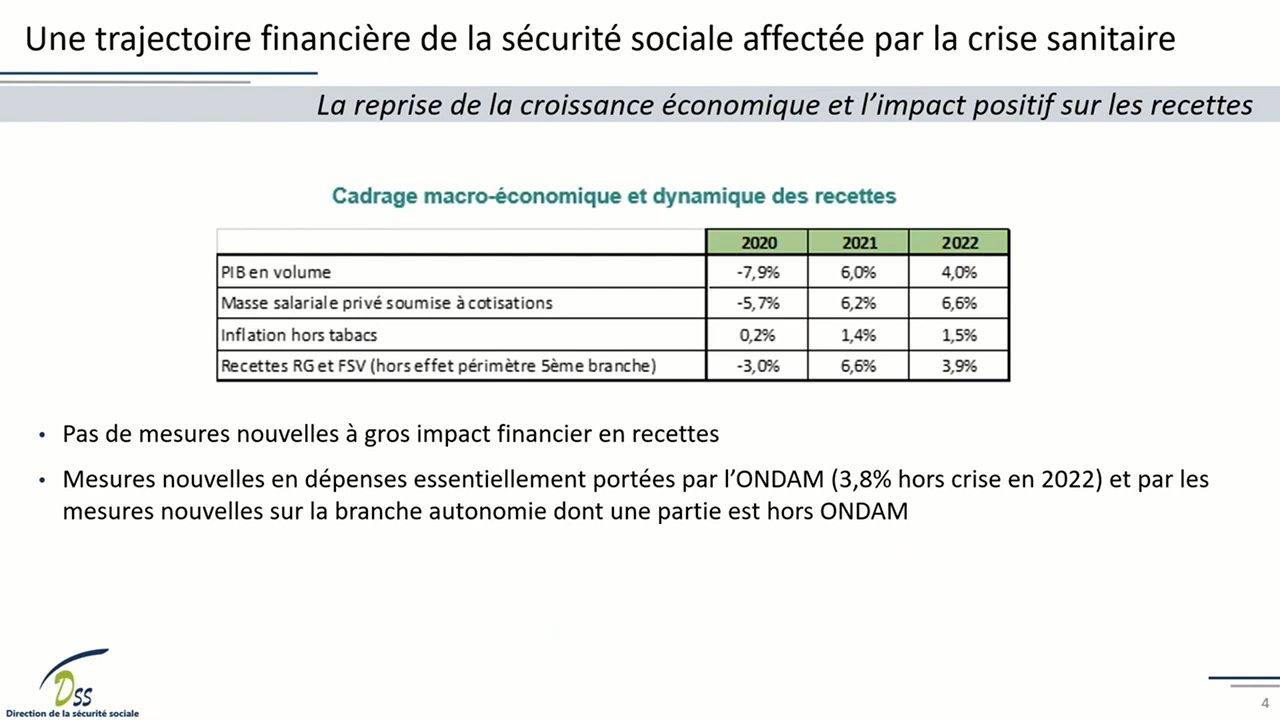 Une trajectoire financière de la sécurité sociale affectée par la crise sanitaire
La reprise de la croissance économique et l’impact positif sur les recettes
Cadrage macro-économique et dynamique des recettes
2020 2021 2022
PIB en volume -7,9% 6,0% 4,0%
Masse salariale privé soumise à cotisations -5,7% 6,2% 6,6%
Inflation hors tabacs 0,2% 1,4% 1,5%
Recettes RG et FSV (hors effet périmètre 5ème branche) -3,0% 6,6% 3,9%
• Pas de mesures nouvelles à gros impact financier en recettes
• Mesures nouvelles en dépenses essentiellement portées par l’ONDAM (3,8% hors crise en 2022) et par les
mesures nouvelles sur la branche autonomie dont une partie est hors ONDAM
DSS
Direction de la sécurité sociale
4